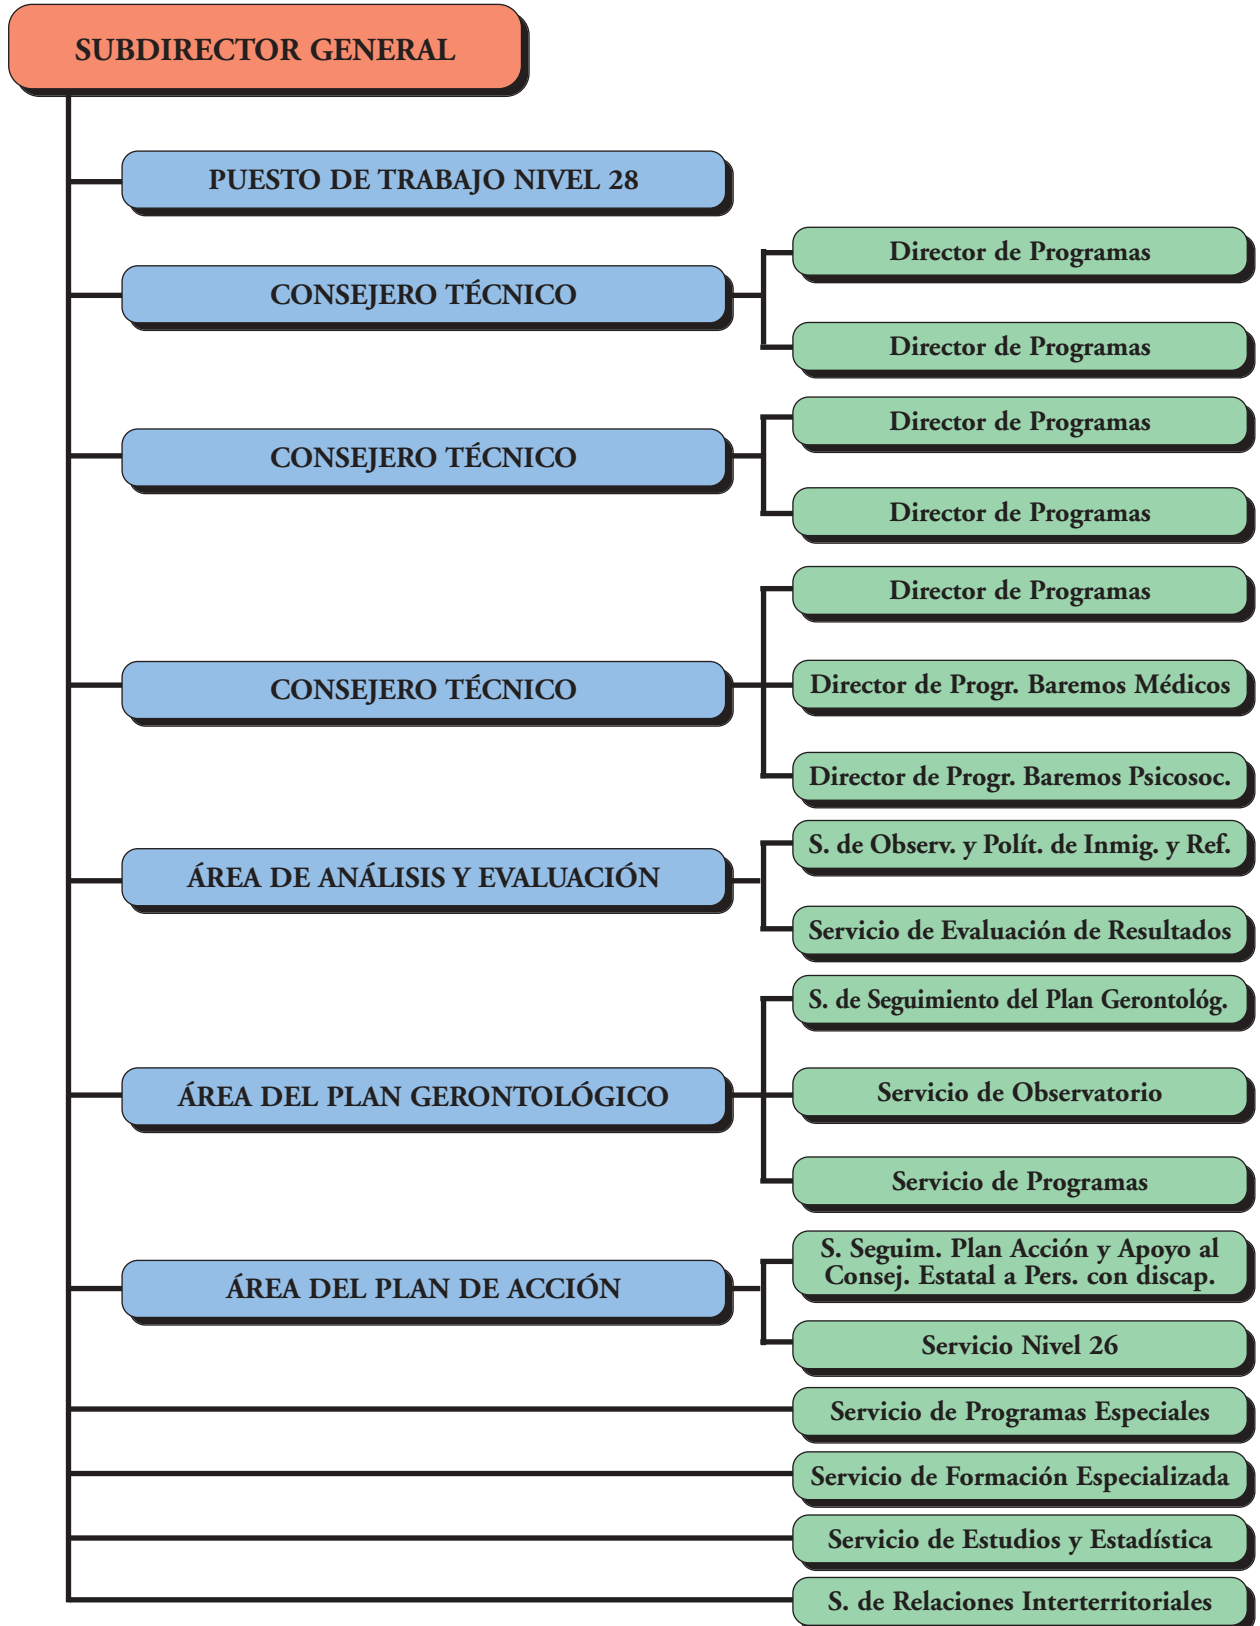 SUBDIRECTOR GENERAL
PUESTO DE TRABAJO NIVEL 28
CONSEJERO TÉCNICO
Director de Programas
Director de Programas
CONSEJERO TÉCNICO
Director de Programas
Director de Programas
CONSEJERO TÉCNICO
Director de Programas
Director de Progr. Baremos Médicos
Director de Progr. Baremos Psicosoc.
ÁREA DE ANÁLISIS Y EVALUACIÓN
S. de Observ. y Polít. de Inmig. y Ref.
Servicio de Evaluación de Resultados
ÁREA DEL PLAN GERONTOLÓGICO
S. de Seguimiento del Plan Gerontológ.
Servicio de Observatorio
Servicio de Programas
ÁREA DEL PLAN DE ACCIÓN
S. Seguim. Plan Acción y Apoyo al
Consej. Estatal a Pers. con discap.
Servicio Nivel 26
Servicio de Programas Especiales
Servicio de Formación Especializada
Servicio de Estudios y Estadística
S. de Relaciones Interterritoriales